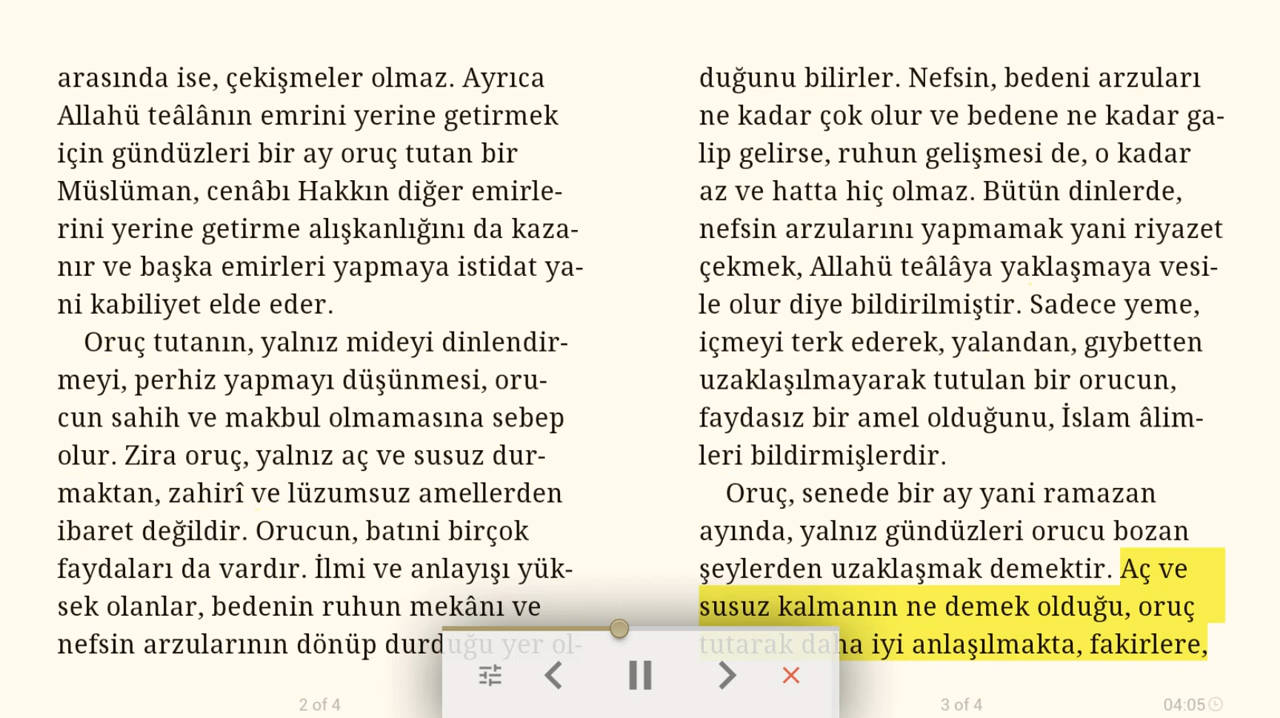 arasında ise, çekişmeler olmaz. Ayrıca
Allahü teâlânın emrini yerine getirmek
için gündüzleri bir ay oruç tutan bir
Müslüman, cenâbı Hakkın diğer emirle-
rini yerine getirme alışkanlığını da kaza-
nır ve başka emirleri yapmaya istidat ya-
ni kabiliyet elde eder.
Oruç tutanın, yalnız mideyi dinlendir-
meyi, perhiz yapmayı düşünmesi, oru-
cun sahih ve makbul olmamasına sebep
olur. Zira oruç, yalnız aç ve susuz dur-
maktan, zahirî ve lüzumsuz amellerden
ibaret değildir. Orucun, batıni birçok
faydaları da vardır. İlmi ve anlayışı yük-
sek olanlar, bedenin ruhun mekânı ve
nefsin arzularının dönüp durduğu yer ol-
2 of 4
duğunu bilirler. Nefsin, bedeni arzuları
ne kadar çok olur ve bedene ne kadar ga-
lip gelirse, ruhun gelişmesi de, o kadar
az ve hatta hiç olmaz. Bütün dinlerde,
nefsin arzularını yapmamak yani riyazet
çekmek, Allahü teâlâya yaklaşmaya vesi-
le olur diye bildirilmiştir. Sadece yeme,
içmeyi terk ederek, yalandan, gıybetten
uzaklaşılmayarak tutulan bir orucun,
faydasız bir amel olduğunu, İslam âlim-
leri bildirmişlerdir.
Oruç, senede bir ay yani ramazan
ayında, yalnız gündüzleri orucu bozan
şeylerden uzaklaşmak demektir. Aç ve
susuz kalmanın ne demek olduğu, oruç
tutarak daha iyi anlaşılmakta, fakirlere,
3 of 4
04:05